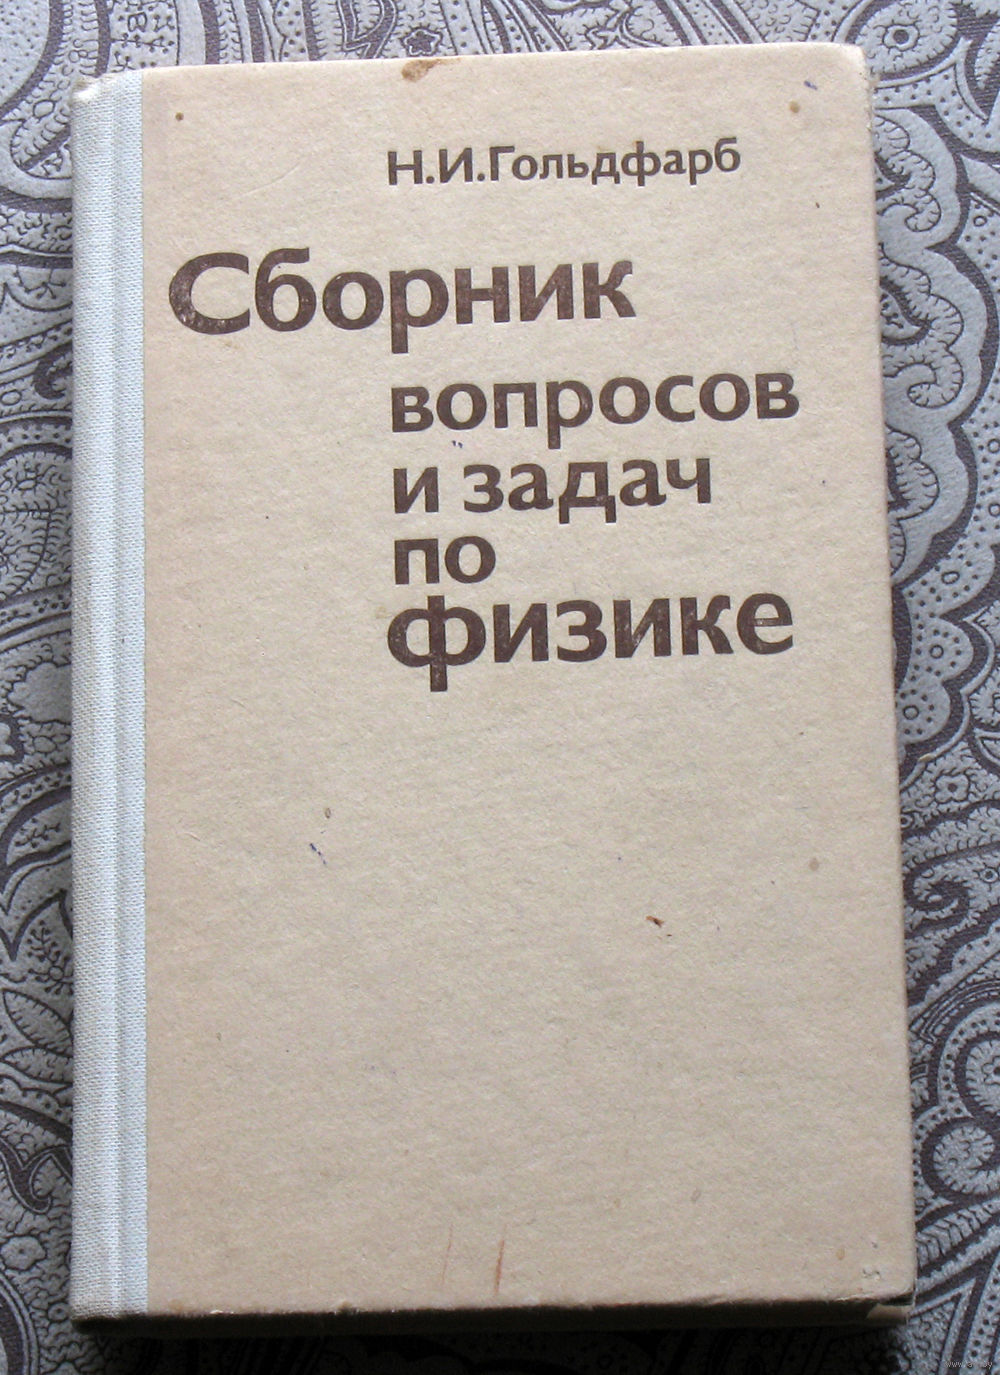 Н.И.Гольдфарб
Сборник
вопросов
и задач
по
физике